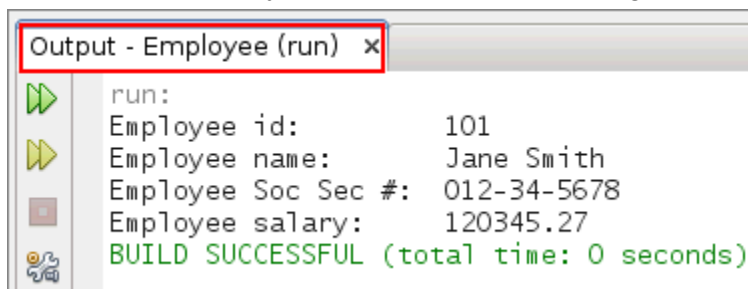 Output - Employee (run) ×
run:
Employee id: 101
Employee name: Jane Smith
Employee Soc Sec #: 012-34-5678
Employee salary: 120345.27
BUILD SUCCESSFUL (total time: 0 seconds)